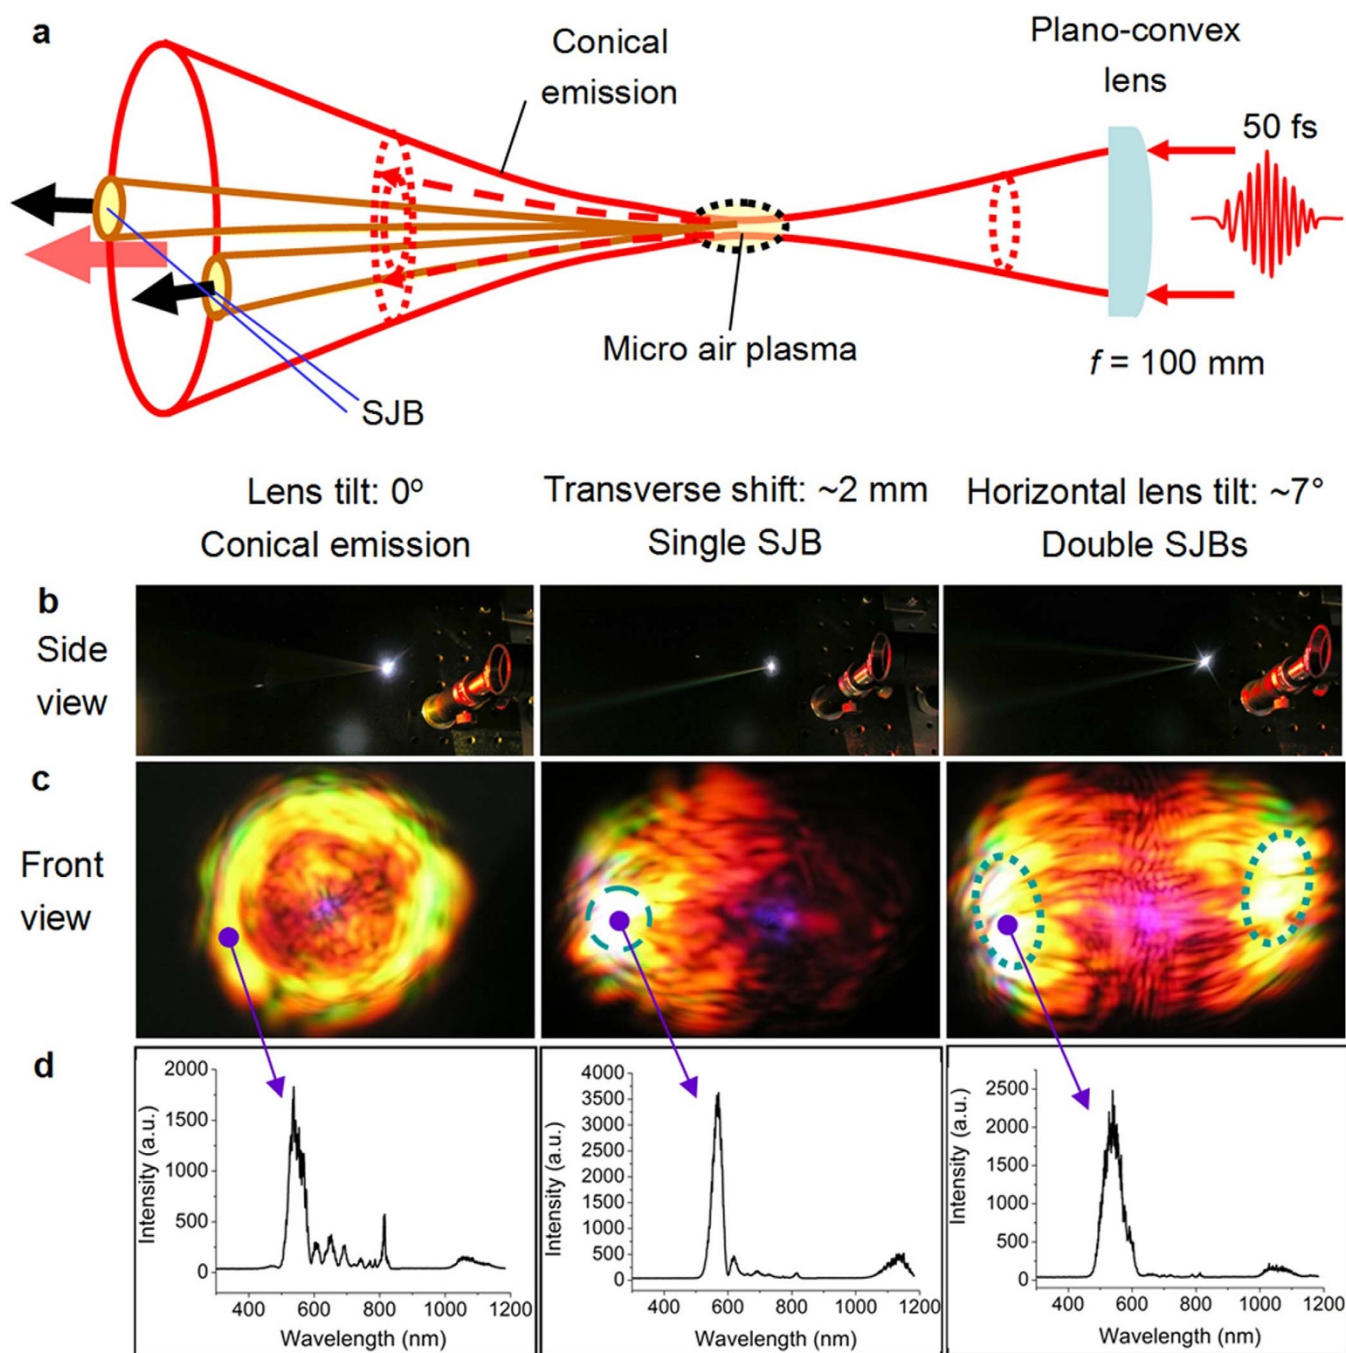 a
Conical
emission
Plano-convex
lens
50 fs
Micro air plasma
f = 100 mm
SJB
Lens tilt: 0º
Conical emission
Transverse shift: ~2 mm
Single SJB
Horizontal lens tilt: ~7°
Double SJBs
b
Side
view
c
Front
view
d
2000
1500
1000
500
0
Intensity (a.u.)
400 600 800 1000 1200
Wavelength (nm)
4000
3500
3000
2500
2000
1500
1000
500
0
Intensity (a.u.)
400 600 800 1000 1200
Wavelength (nm)
2500
2000
1500
1000
500
0
Intensity (a.u.)
400 600 800 1000 1200
Wavelength (nm)